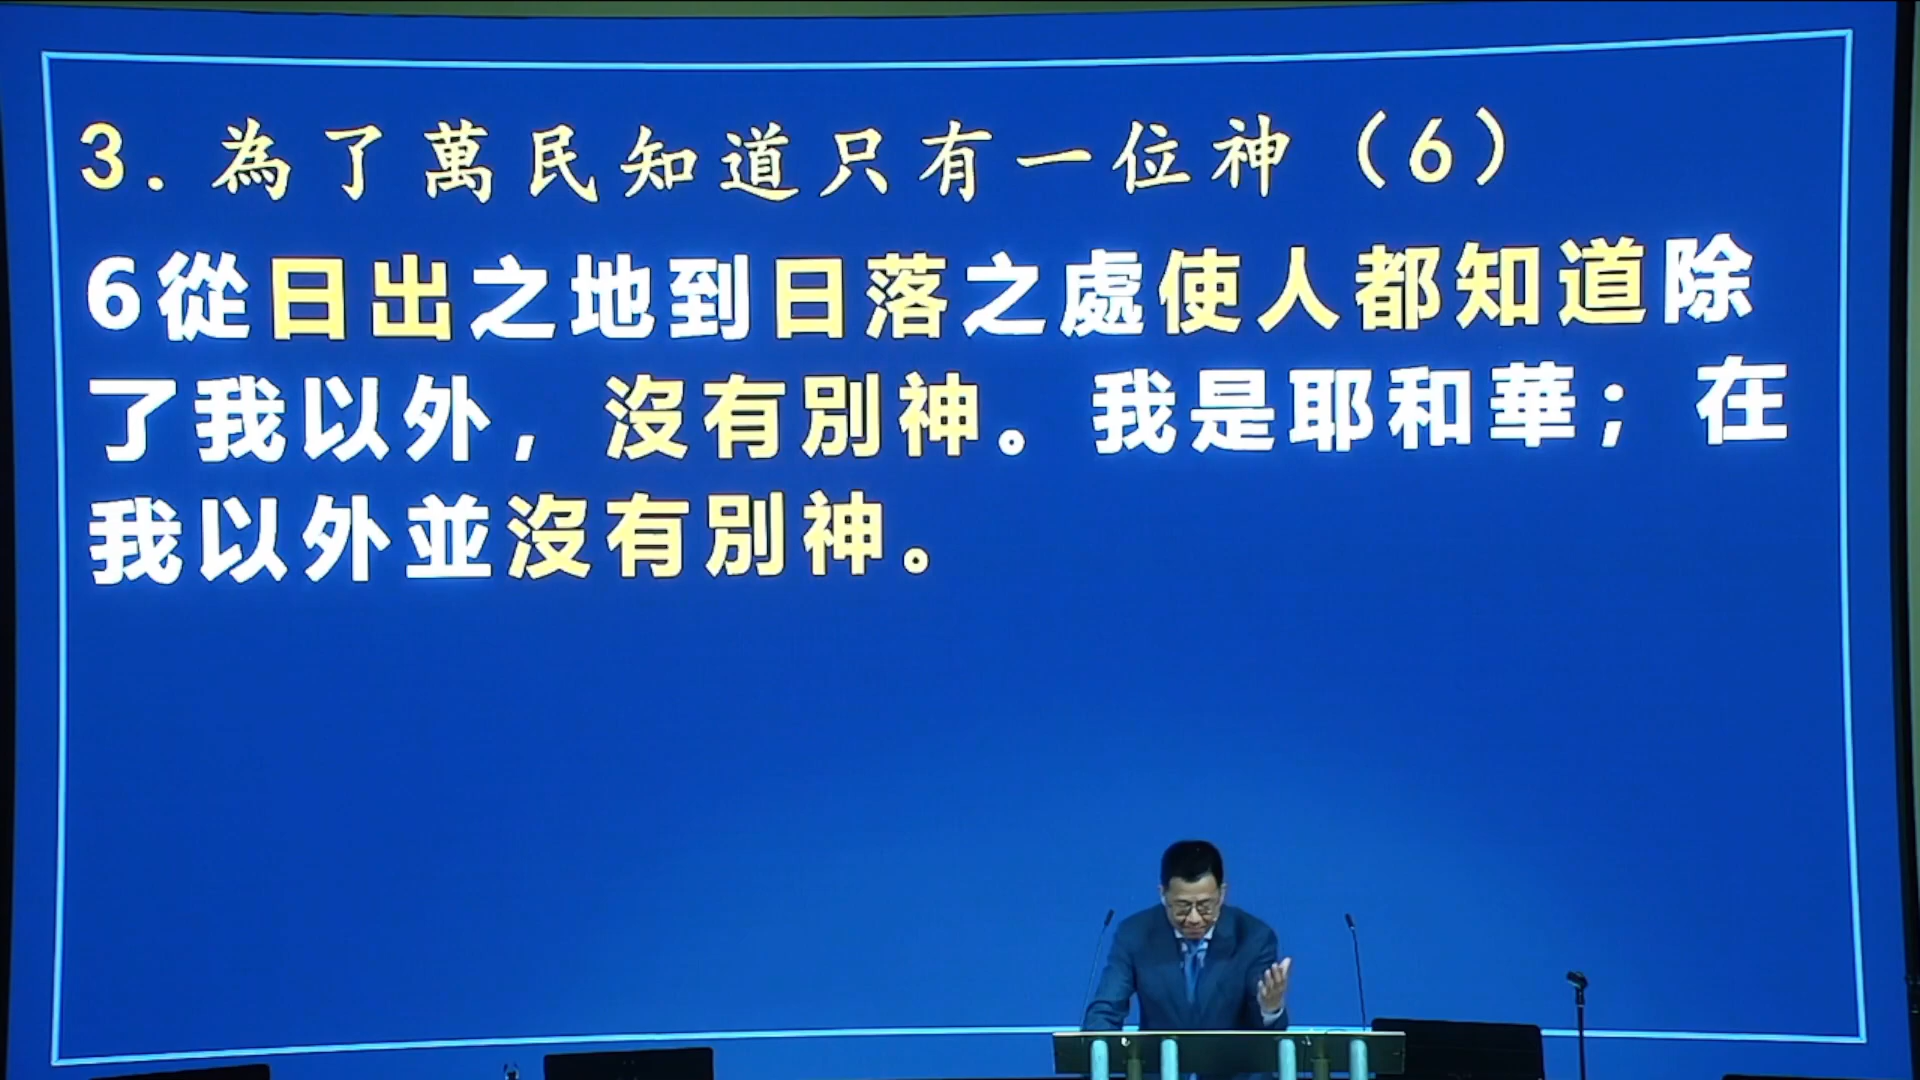 3. 為了萬民知道只有一位神（6）
6從日出之地到日落之處使人都知道除
了我以外，沒有別神。我是耶和華；在
我以外並沒有別神。